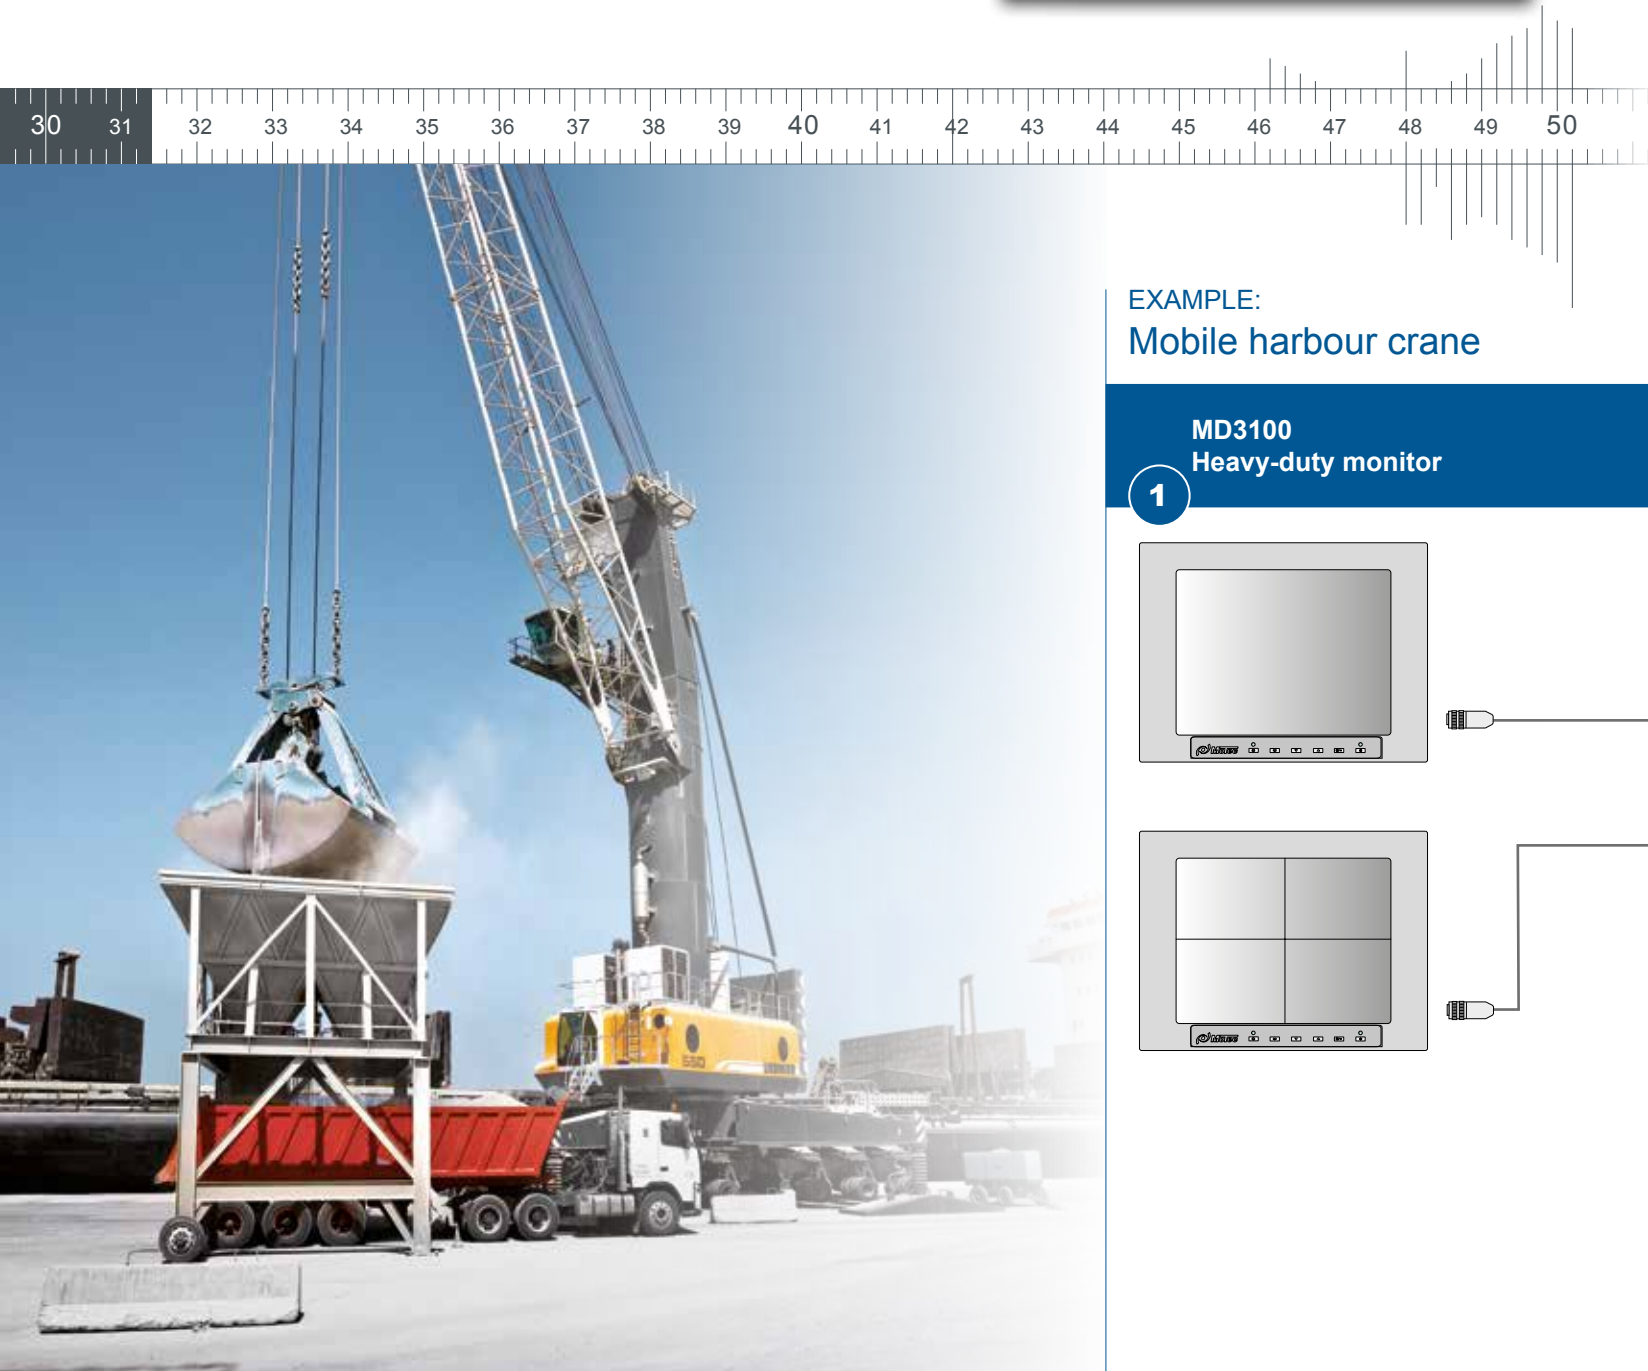 30 31 32 33 34 35 36 37 38 39 40 41 42 43 44 45 46 47 48 49 50
EXAMPLE:
Mobile harbour crane
MD3100
Heavy-duty monitor
1